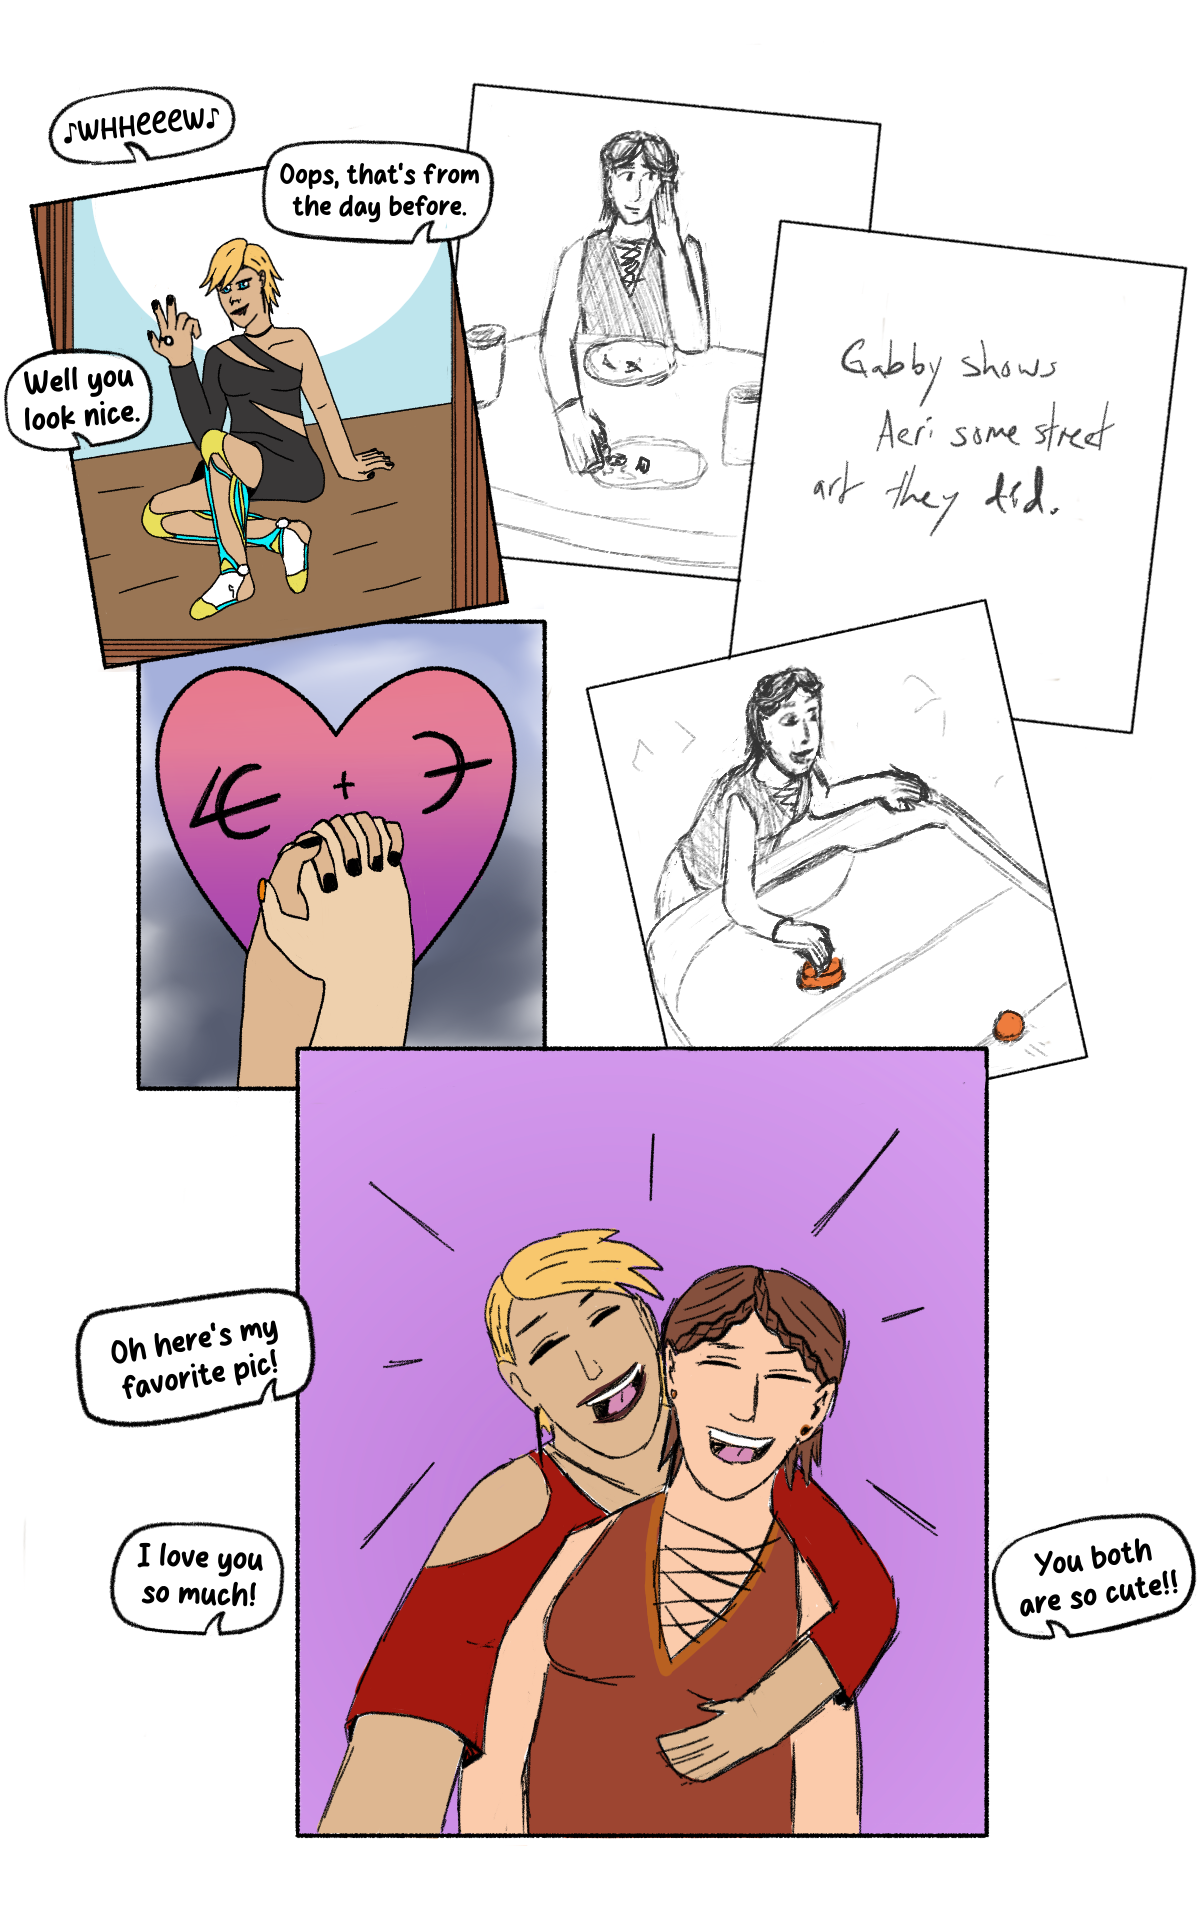 ♪WHHEEEW♪
Oops, that's from
the day before.
Well you
look nice.
Gabby shows
Aeri some street
art they did.
+
Oh here's my
favorite pic!
I love you
so much!
You both
are so cute!!